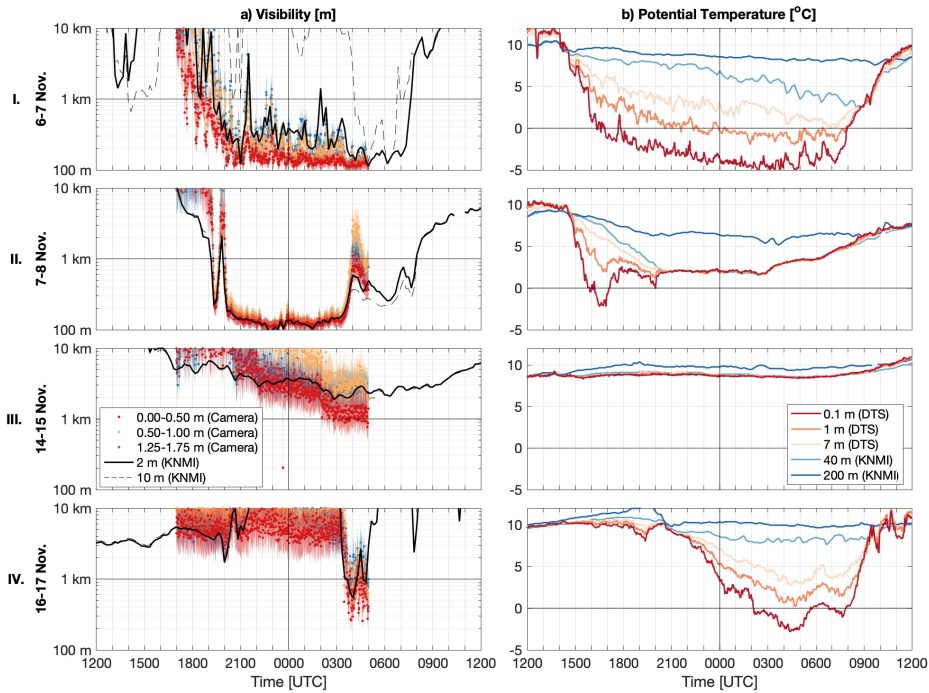 a) Visibility [m]
b) Potential Temperature [°C]
I.
6-7 Nov.
10 km
1 km
100 m
10
5
0
-5
II.
7-8 Nov.
10 km
1 km
100 m
10
5
0
-5
III.
14-15 Nov.
10 km
1 km
100 m
0.00-0.50 m (Camera)
0.50-1.00 m (Camera)
1.25-1.75 m (Camera)
2 m (KNMI)
10 m (KNMI)
10
5
0
-5
0.1 m (DTS)
1 m (DTS)
7 m (DTS)
40 m (KNMI)
200 m (KNMI)
IV.
16-17 Nov.
10 km
1 km
100 m
10
5
0
-5
1200 1500 1800 2100 0000 0300 0600 0900 1200
Time [UTC]
1200 1500 1800 2100 0000 0300 0600 0900 1200
Time [UTC]